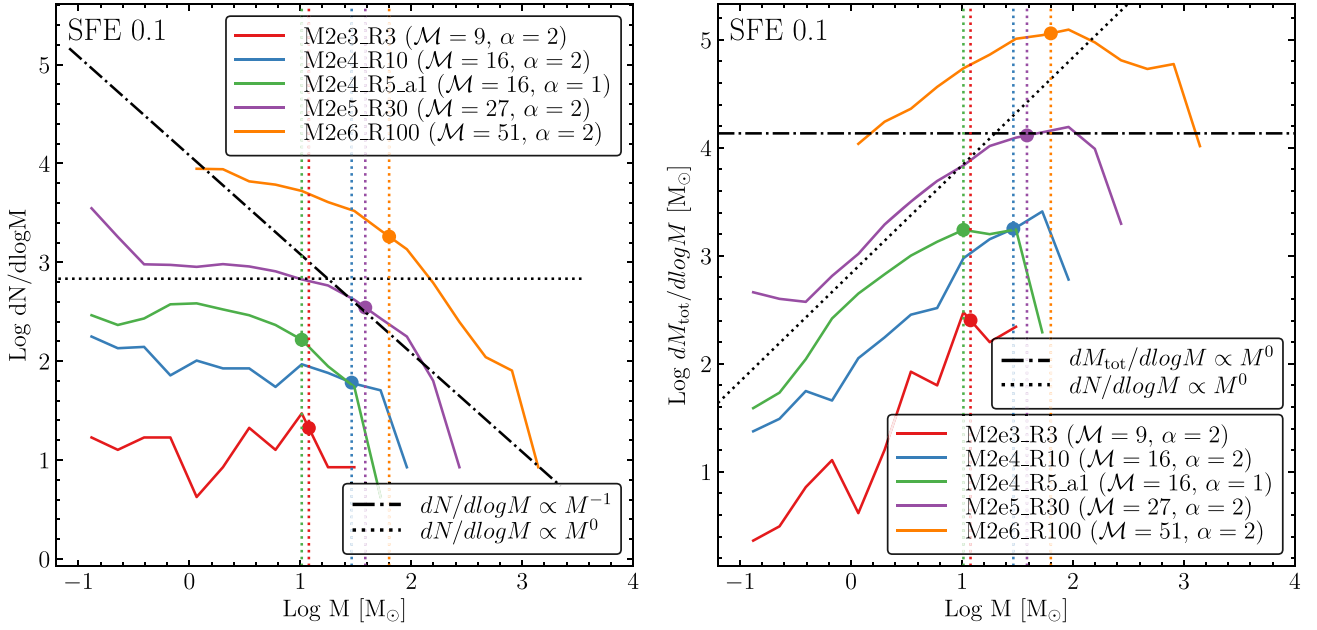 SFE 0.1
M2e3_R3 (ℳ = 9, α = 2)
M2e4_R10 (ℳ = 16, α = 2)
M2e4_R5_a1 (ℳ = 16, α = 1)
M2e5_R30 (ℳ = 27, α = 2)
M2e6_R100 (ℳ = 51, α = 2)
Log dN/dlogM
5
4
3
2
1
0
dN/dlogM ∝ M⁻¹
dN/dlogM ∝ M⁰
−1
0
1
2
3
4
Log M [M⊙]
SFE 0.1
Log dM_tot/dlogM [M⊙]
5
4
3
2
1
dM_tot/dlogM ∝ M⁰
dN/dlogM ∝ M⁰
M2e3_R3 (ℳ = 9, α = 2)
M2e4_R10 (ℳ = 16, α = 2)
M2e4_R5_a1 (ℳ = 16, α = 1)
M2e5_R30 (ℳ = 27, α = 2)
M2e6_R100 (ℳ = 51, α = 2)
−1
0
1
2
3
4
Log M [M⊙]